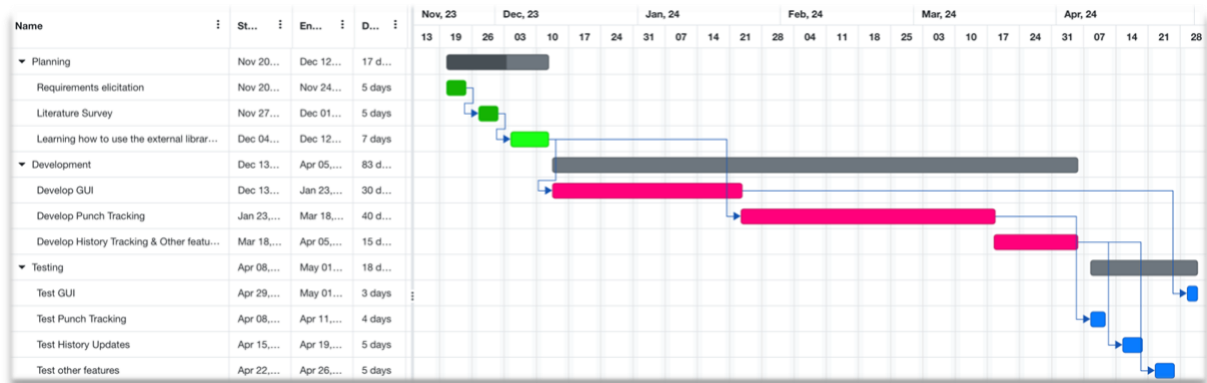 Nov, 23 Dec, 23 Jan, 24 Feb, 24 Mar, 24 Apr, 24
Name St... En... D...
13 19 26 03 10 17 24 31 07 14 21 28 04 11 18 25 03 10 17 24 31 07 14 21 28
Planning Nov 20... Dec 12... 17 d...
Requirements elicitation Nov 20... Nov 24... 5 days
Literature Survey Nov 27... Dec 01... 5 days
Learning how to use the external librar... Dec 04... Dec 12... 7 days
Development Dec 13... Apr 05,... 83 d...
Develop GUI Dec 13... Jan 23,... 30 d...
Develop Punch Tracking Jan 23,... Mar 18,... 40 d...
Develop History Tracking & Other featu... Mar 18,... Apr 05,... 15 d...
Testing Apr 08,... May 01... 18 d...
Test GUI Apr 29,... May 01... 3 days
Test Punch Tracking Apr 08,... Apr 11,... 4 days
Test History Updates Apr 15,... Apr 19,... 5 days
Test other features Apr 22,... Apr 26,... 5 days